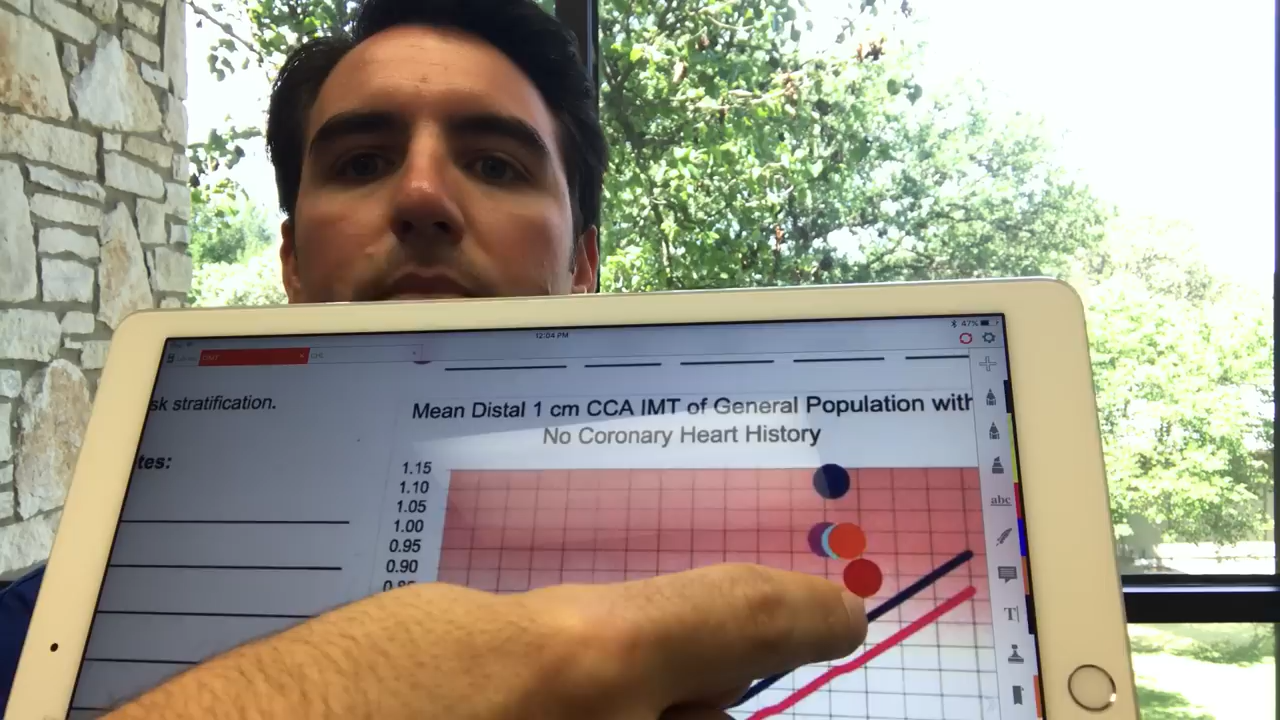 12:04 PM
47%
sk stratification.
Mean Distal 1 cm CCA IMT of General Population with
No Coronary Heart History
tes:
1.15
1.10
1.05
1.00
0.95
0.90
abc
T